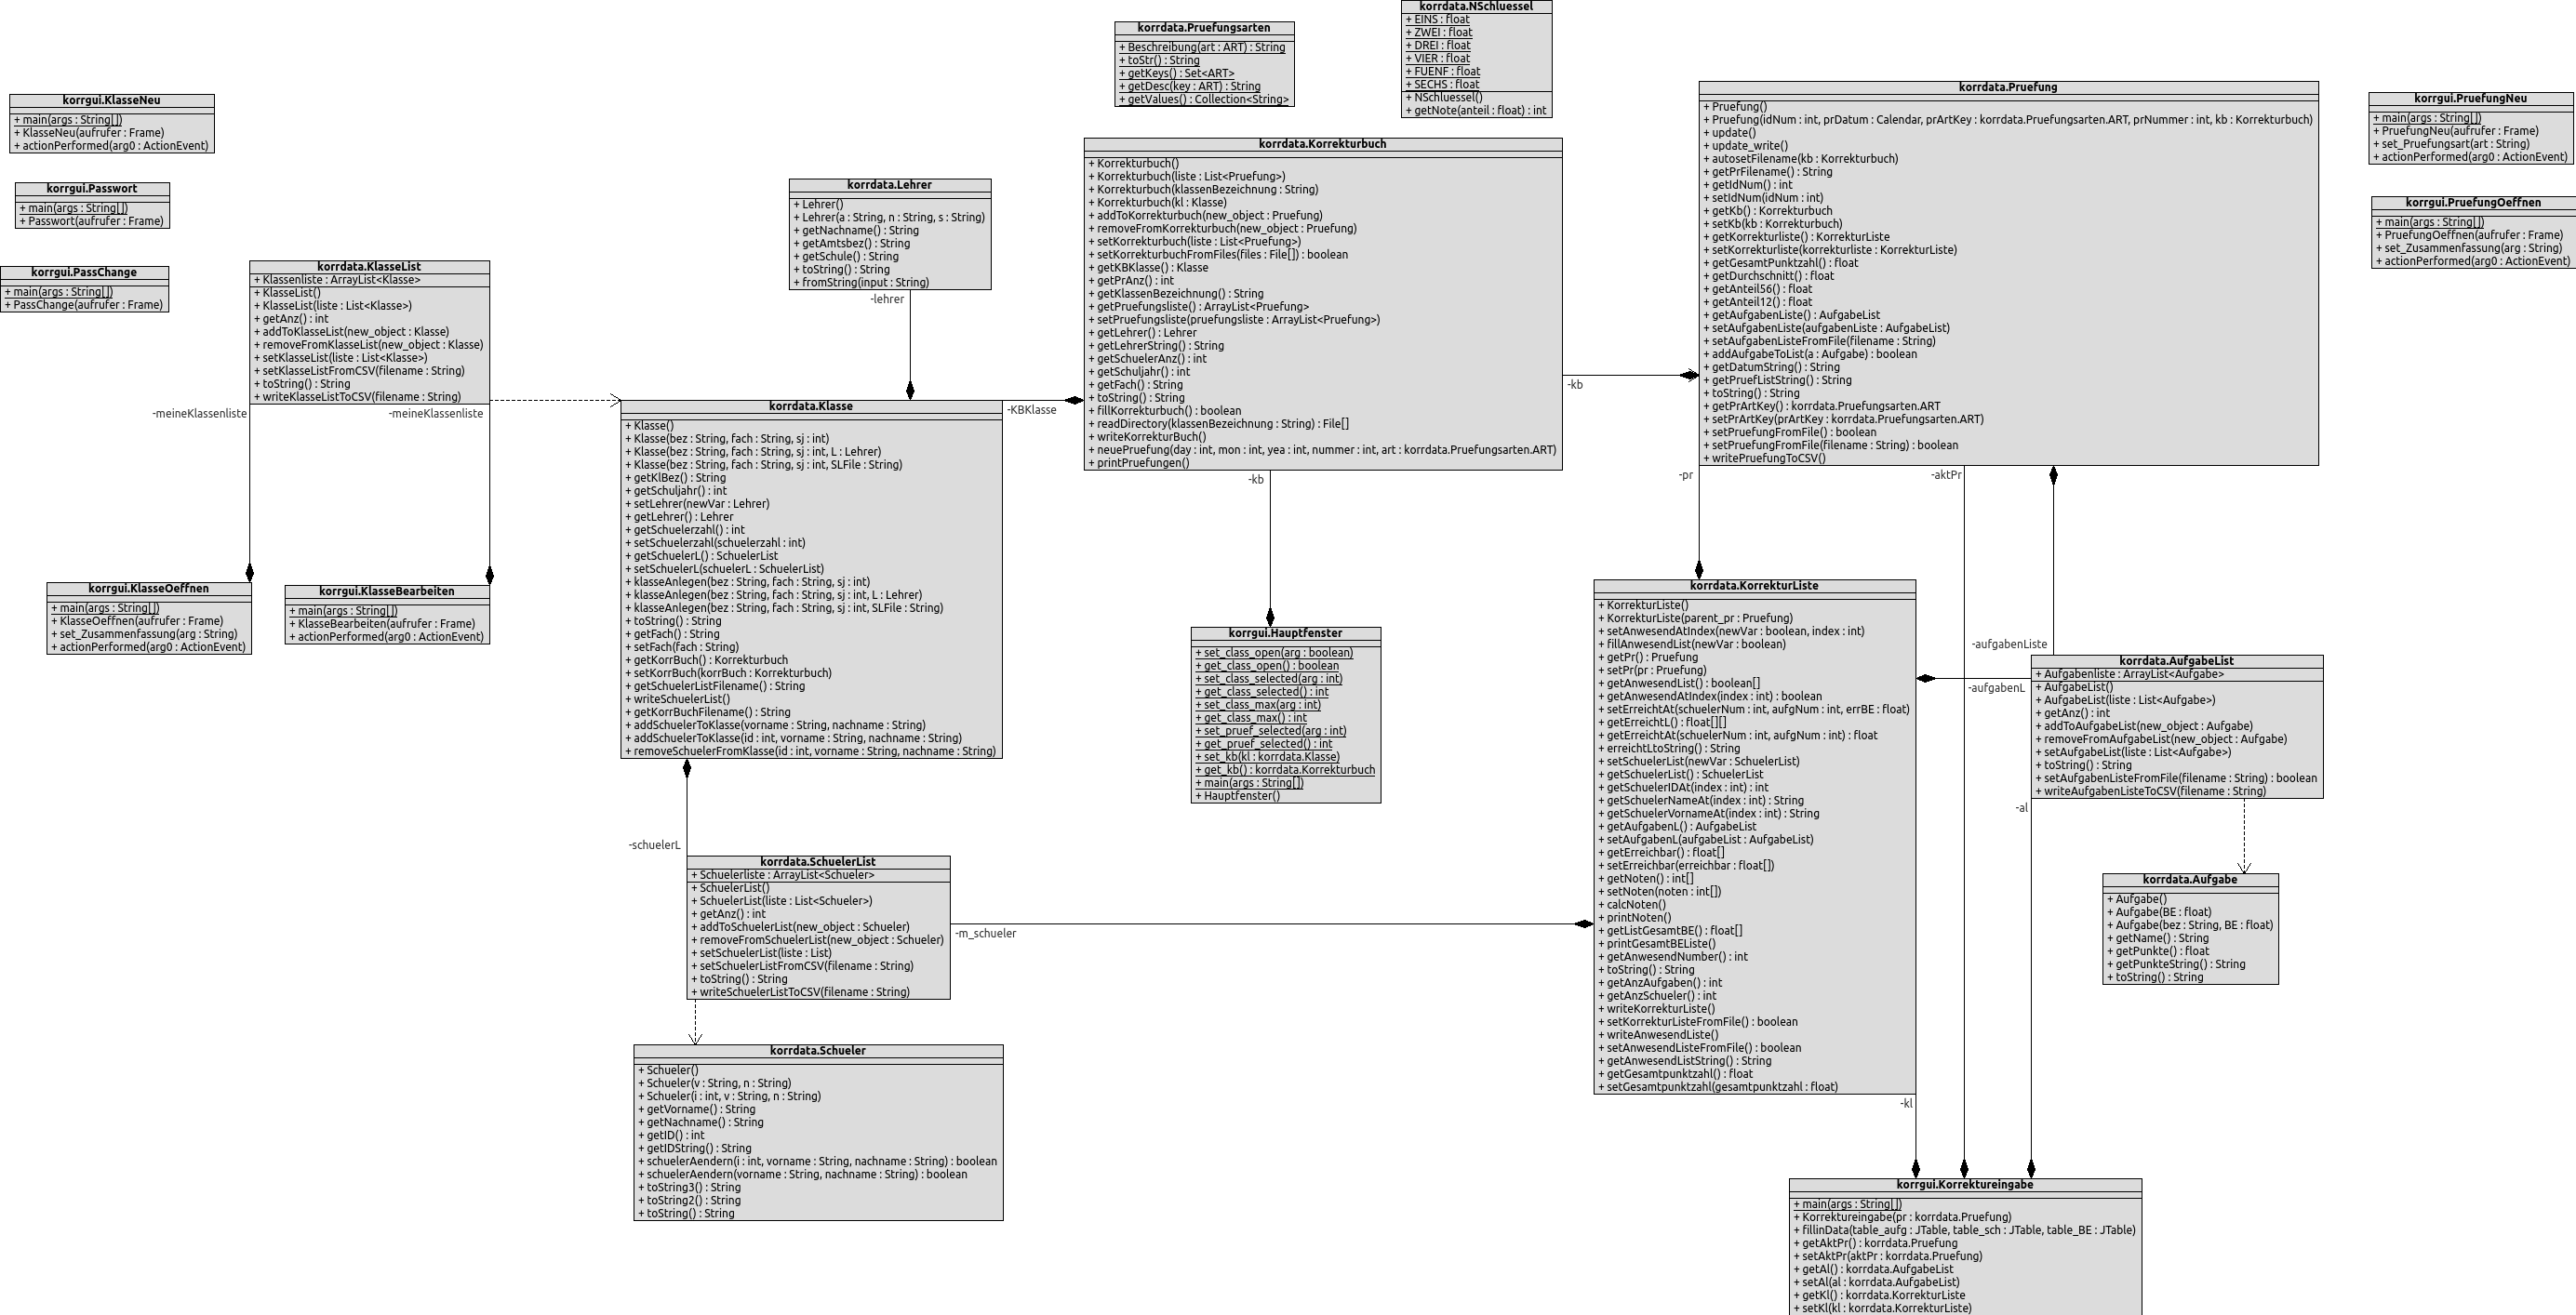 korrdata.NSchluessel
+ EINS : float
+ ZWEI : float
+ DREI : float
+ VIER : float
+ FUENF : float
+ SECHS : float
+ NSchluessel()
+ getNote(anteil : float) : int
korrdata.Pruefungsarten
+ Beschreibung(art : ART) : String
+ toStr() : String
+ getKeys() : Set<ART>
+ getDesc(key : ART) : String
+ getValues() : Collection<String>
korrgui.KlasseNeu
+ main(args : String[])
+ KlasseNeu(aufrufer : Frame)
+ actionPerformed(arg0 : ActionEvent)
korrgui.Passwort
+ main(args : String[])
+ Passwort(aufrufer : Frame)
korrgui.PassChange
+ main(args : String[])
+ PassChange(aufrufer : Frame)
korrdata.KlasseList
+ Klassenliste : ArrayList<Klasse>
+ KlasseList()
+ KlasseList(liste : List<Klasse>)
+ getAnz() : int
+ addToKlasseList(new_object : Klasse)
+ removeFromKlasseList(new_object : Klasse)
+ setKlasseList(liste : List<Klasse>)
+ setKlasseListFromCSV(filename : String)
+ toString() : String
+ writeKlasseListToCSV(filename : String)
-meineKlassenliste
-meineKlassenliste
korrgui.KlasseOeffnen
+ main(args : String[])
+ KlasseOeffnen(aufrufer : Frame)
+ set_Zusammenfassung(arg : String)
+ actionPerformed(arg0 : ActionEvent)
korrgui.KlasseBearbeiten
+ main(args : String[])
+ KlasseBearbeiten(aufrufer : Frame)
+ actionPerformed(arg0 : ActionEvent)
korrdata.Lehrer
+ Lehrer()
+ Lehrer(a : String, n : String, s : String)
+ getNachname() : String
+ getAmtsbez() : String
+ getSchule() : String
+ toString() : String
+ fromString(input : String)
-lehrer
korrdata.Klasse
+ Klasse()
+ Klasse(bez : String, fach : String, sj : int)
+ Klasse(bez : String, fach : String, sj : int, L : Lehrer)
+ Klasse(bez : String, fach : String, sj : int, SLFile : String)
+ getKlBez() : String
+ getSchuljahr() : int
+ setLehrer(newVar : Lehrer)
+ getLehrer() : Lehrer
+ getSchuelerzahl() : int
+ setSchuelerzahl(schuelerzahl : int)
+ getSchuelerL() : SchuelerList
+ setSchuelerL(schuelerL : SchuelerList)
+ klasseAnlegen(bez : String, fach : String, sj : int)
+ klasseAnlegen(bez : String, fach : String, sj : int, L : Lehrer)
+ klasseAnlegen(bez : String, fach : String, sj : int, SLFile : String)
+ toString() : String
+ getFach() : String
+ setFach(fach : String)
+ getKorrBuch() : Korrekturbuch
+ setKorrBuch(korrBuch : Korrekturbuch)
+ getSchuelerListFilename() : String
+ writeSchuelerList()
+ getKorrBuchFilename() : String
+ addSchuelerToKlasse(vorname : String, nachname : String)
+ addSchuelerToKlasse(id : int, vorname : String, nachname : String)
+ removeSchuelerFromKlasse(id : int, vorname : String, nachname : String)
-KBKlasse
korrdata.Korrekturbuch
+ Korrekturbuch()
+ Korrekturbuch(liste : List<Pruefung>)
+ Korrekturbuch(klassenBezeichnung : String)
+ Korrekturbuch(kl : Klasse)
+ addToKorrekturbuch(new_object : Pruefung)
+ removeFromKorrekturbuch(new_object : Pruefung)
+ setKorrekturbuch(liste : List<Pruefung>)
+ setKorrekturbuchFromFiles(files : File[]) : boolean
+ getKBKlasse() : Klasse
+ getPrAnz() : int
+ getKlassenBezeichnung() : String
+ getPruefungsliste() : ArrayList<Pruefung>
+ setPruefungsliste(pruefungsliste : ArrayList<Pruefung>)
+ getLehrer() : Lehrer
+ getLehrerString() : String
+ getSchuelerAnz() : int
+ getSchuljahr() : int
+ getFach() : String
+ toString() : String
+ fillKorrekturbuch() : boolean
+ readDirectory(klassenBezeichnung : String) : File[]
+ writeKorrekturBuch()
+ neuePruefung(day : int, mon : int, yea : int, nummer : int, art : korrdata.Pruefungsarten.ART)
+ printPruefungen()
-kb
-kb
korrgui.Hauptfenster
+ set_class_open(arg : boolean)
+ get_class_open() : boolean
+ set_class_selected(arg : int)
+ get_class_selected() : int
+ set_class_max(arg : int)
+ get_class_max() : int
+ set_pruef_selected(arg : int)
+ get_pruef_selected() : int
+ set_kb(kl : korrdata.Klasse)
+ get_kb() : korrdata.Korrekturbuch
+ main(args : String[])
+ Hauptfenster()
korrdata.Pruefung
+ Pruefung()
+ Pruefung(idNum : int, prDatum : Calendar, prArtKey : korrdata.Pruefungsarten.ART, prNummer : int, kb : Korrekturbuch)
+ update()
+ update_write()
+ autosetFilename(kb : Korrekturbuch)
+ getPrFilename() : String
+ getIdNum() : int
+ setIdNum(idNum : int)
+ getKb() : Korrekturbuch
+ setKb(kb : Korrekturbuch)
+ getKorrekturliste() : KorrekturListe
+ setKorrekturliste(korrekturliste : KorrekturListe)
+ getGesamtPunktzahl() : float
+ getDurchschnitt() : float
+ getAnteil56() : float
+ getAnteil12() : float
+ getAufgabenListe() : AufgabeList
+ setAufgabenListe(aufgabenListe : AufgabeList)
+ setAufgabenListeFromFile(filename : String)
+ addAufgabeToList(a : Aufgabe) : boolean
+ getDatumString() : String
+ getPruefListString() : String
+ toString() : String
+ getPrArtKey() : korrdata.Pruefungsarten.ART
+ setPrArtKey(prArtKey : korrdata.Pruefungsarten.ART)
+ setPruefungFromFile() : boolean
+ setPruefungFromFile(filename : String) : boolean
+ writePruefungToCSV()
-pr
-aktPr
korrgui.PruefungNeu
+ main(args : String[])
+ PruefungNeu(aufrufer : Frame)
+ set_Pruefungsart(art : String)
+ actionPerformed(arg0 : ActionEvent)
korrgui.PruefungOeffnen
+ main(args : String[])
+ PruefungOeffnen(aufrufer : Frame)
+ set_Zusammenfassung(arg : String)
+ actionPerformed(arg0 : ActionEvent)
korrdata.KorrekturListe
+ KorrekturListe()
+ KorrekturListe(parent_pr : Pruefung)
+ setAnwesendAtIndex(newVar : boolean, index : int)
+ fillAnwesendList(newVar : boolean)
+ getPr() : Pruefung
+ setPr(pr : Pruefung)
+ getAnwesendList() : boolean[]
+ getAnwesendAtIndex(index : int) : boolean
+ setErreichtAt(schuelerNum : int, aufgNum : int, errBE : float)
+ getErreichtL() : float[][]
+ getErreichtAt(schuelerNum : int, aufgNum : int) : float
+ erreichtLtoString() : String
+ setSchuelerList(newVar : SchuelerList)
+ getSchuelerList() : SchuelerList
+ getSchuelerIDAt(index : int) : int
+ getSchuelerNameAt(index : int) : String
+ getSchuelerVornameAt(index : int) : String
+ getAufgabenL() : AufgabeList
+ setAufgabenL(aufgabeList : AufgabeList)
+ getErreichbar() : float[]
+ setErreichbar(erreichbar : float[])
+ getNoten() : int[]
+ setNoten(noten : int[])
+ calcNoten()
+ printNoten()
+ getListGesamtBE() : float[]
+ printGesamtBEListe()
+ getAnwesendNumber() : int
+ toString() : String
+ getAnzAufgaben() : int
+ getAnzSchueler() : int
+ writeKorrekturListe()
+ setKorrekturListeFromFile() : boolean
+ writeAnwesendListe()
+ setAnwesendListeFromFile() : boolean
+ getAnwesendListString() : String
+ getGesamtpunktzahl() : float
+ setGesamtpunktzahl(gesamtpunktzahl : float)
-kl
-aufgabenListe
-aufgabenL
korrdata.AufgabeList
+ Aufgabenliste : ArrayList<Aufgabe>
+ AufgabeList()
+ AufgabeList(liste : List<Aufgabe>)
+ getAnz() : int
+ addToAufgabeList(new_object : Aufgabe)
+ removeFromAufgabeList(new_object : Aufgabe)
+ setAufgabeList(liste : List<Aufgabe>)
+ toString() : String
+ setAufgabenListeFromFile(filename : String) : boolean
+ writeAufgabenListeToCSV(filename : String)
-al
korrdata.Aufgabe
+ Aufgabe()
+ Aufgabe(BE : float)
+ Aufgabe(bez : String, BE : float)
+ getName() : String
+ getPunkte() : float
+ getPunkteString() : String
+ toString() : String
-schuelerL
korrdata.SchuelerList
+ Schuelerliste : ArrayList<Schueler>
+ SchuelerList()
+ SchuelerList(liste : List<Schueler>)
+ getAnz() : int
+ addToSchuelerList(new_object : Schueler)
+ removeFromSchuelerList(new_object : Schueler)
+ setSchuelerList(liste : List)
+ setSchuelerListFromCSV(filename : String)
+ toString() : String
+ writeSchuelerListToCSV(filename : String)
-m_schueler
korrdata.Schueler
+ Schueler()
+ Schueler(v : String, n : String)
+ Schueler(i : int, v : String, n : String)
+ getVorname() : String
+ getNachname() : String
+ getID() : int
+ getIDString() : String
+ schuelerAendern(i : int, vorname : String, nachname : String) : boolean
+ schuelerAendern(vorname : String, nachname : String) : boolean
+ toString3() : String
+ toString2() : String
+ toString() : String
korrgui.Korrektureingabe
+ main(args : String[])
+ Korrektureingabe(pr : korrdata.Pruefung)
+ fillinData(table_aufg : JTable, table_sch : JTable, table_BE : JTable)
+ getAktPr() : korrdata.Pruefung
+ setAktPr(aktPr : korrdata.Pruefung)
+ getAl() : korrdata.AufgabeList
+ setAl(al : korrdata.AufgabeList)
+ getKl() : korrdata.KorrekturListe
+ setKl(kl : korrdata.KorrekturListe)